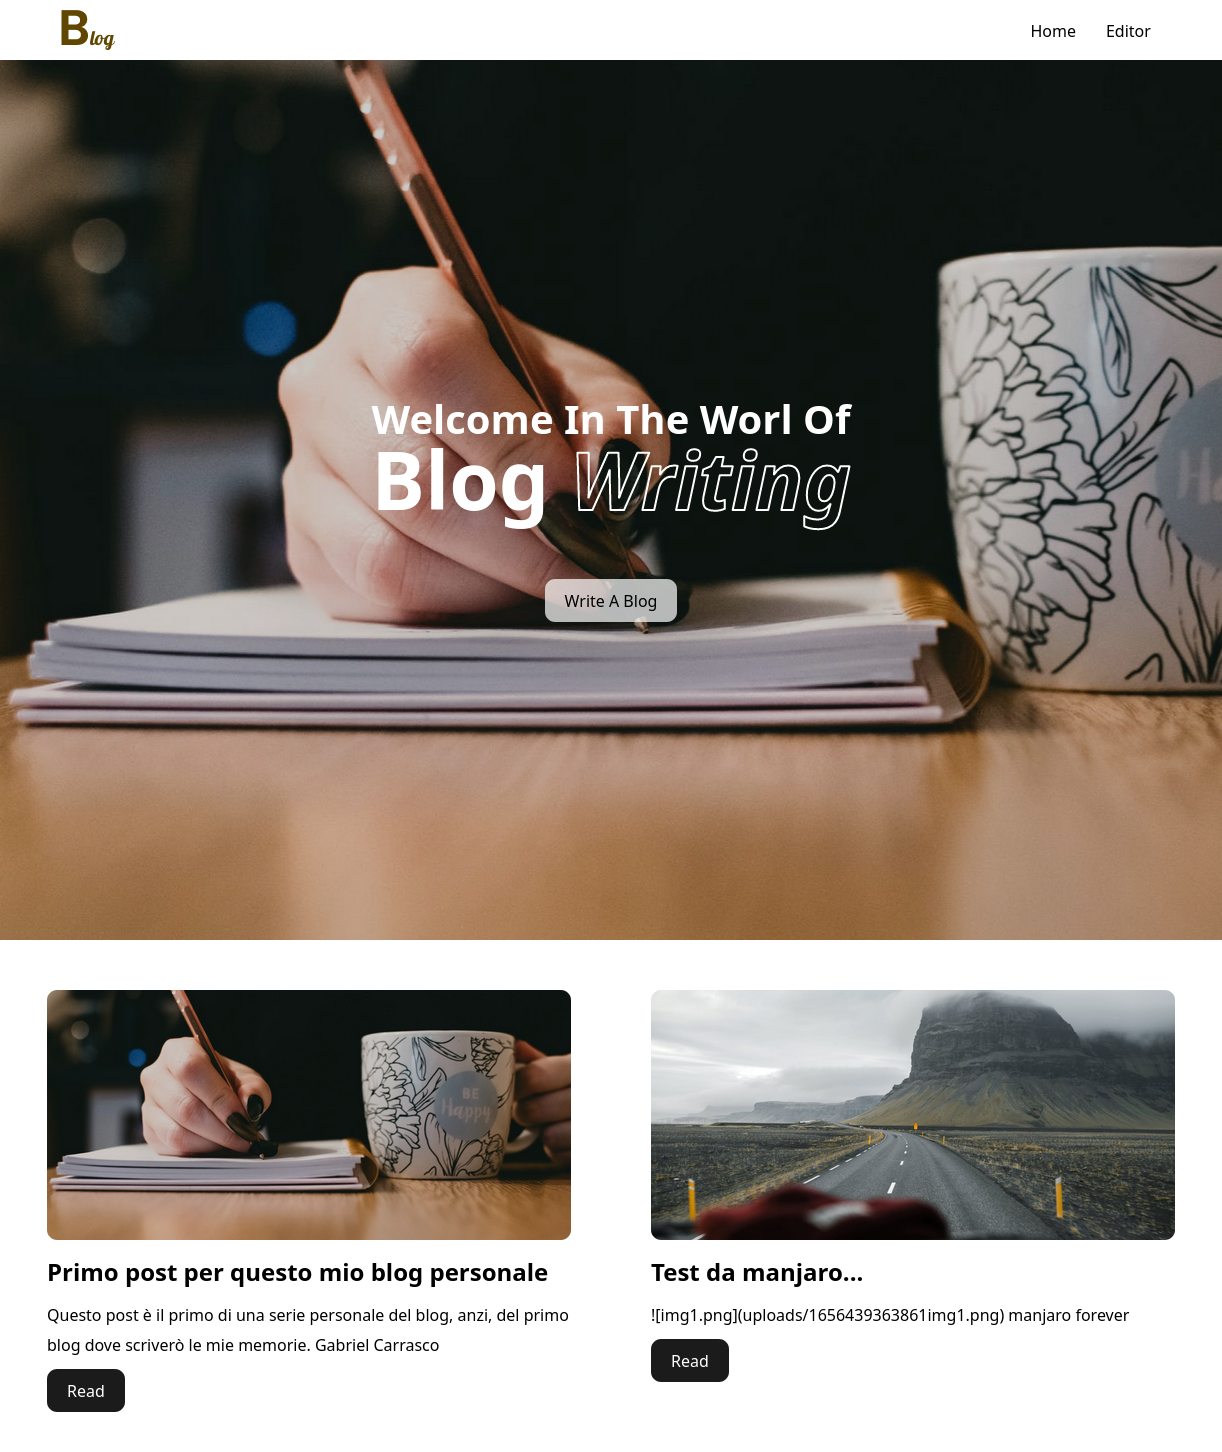 Blog
Home Editor
Welcome In The Worl Of
Blog Writing
Write A Blog
BE
Happy
Primo post per questo mio blog personale
Questo post è il primo di una serie personale del blog, anzi, del primo
blog dove scriverò le mie memorie. Gabriel Carrasco
Read
Test da manjaro...
![img1.png](uploads/1656439363861img1.png) manjaro forever
Read